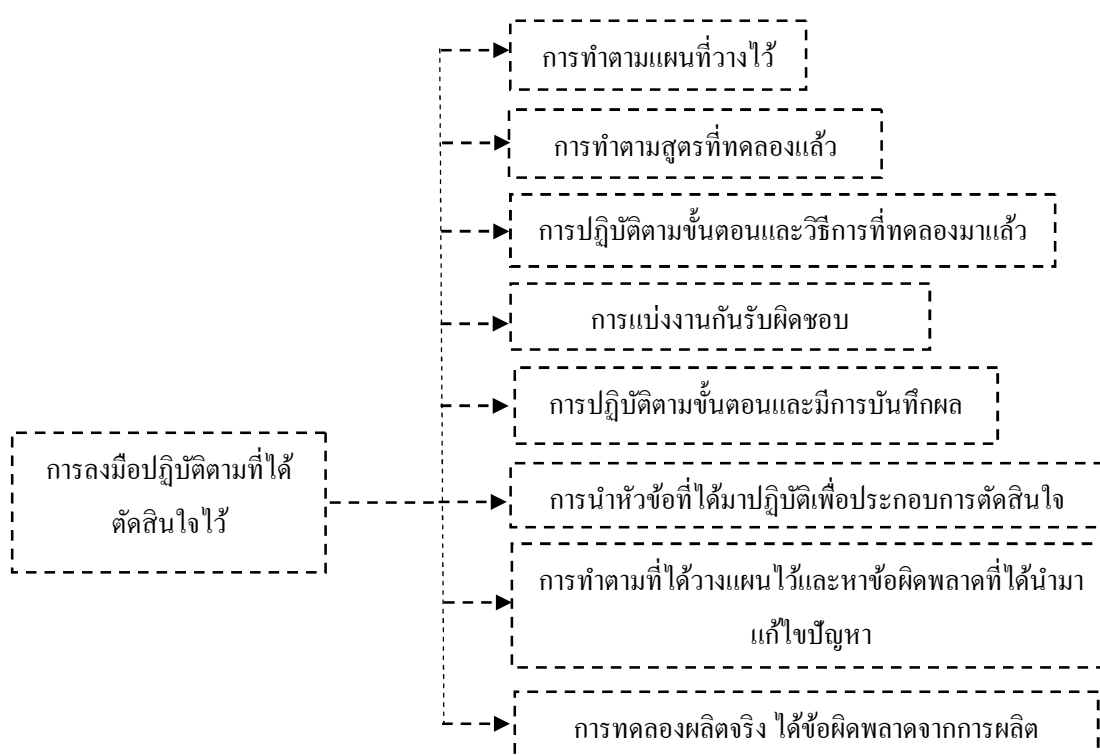 การทำตามแผนที่วางไว้
การทำตามสูตรที่ทดลองแล้ว
การปฏิบัติตามขั้นตอนและวิธีการที่ทดลองมาแล้ว
การแบ่งงานกันรับผิดชอบ
การปฏิบัติตามขั้นตอนและมีการบันทึกผล
การลงมือปฏิบัติตามที่ได้
ตัดสินใจไว้
การนำหัวข้อที่ได้มาปฏิบัติเพื่อประกอบการตัดสินใจ
การทำตามที่ได้วางแผนไว้และหาข้อผิดพลาดที่ได้นำมา
แก้ไขปัญหา
การทดลองผลิตจริง ได้ข้อผิดพลาดจากการผลิต